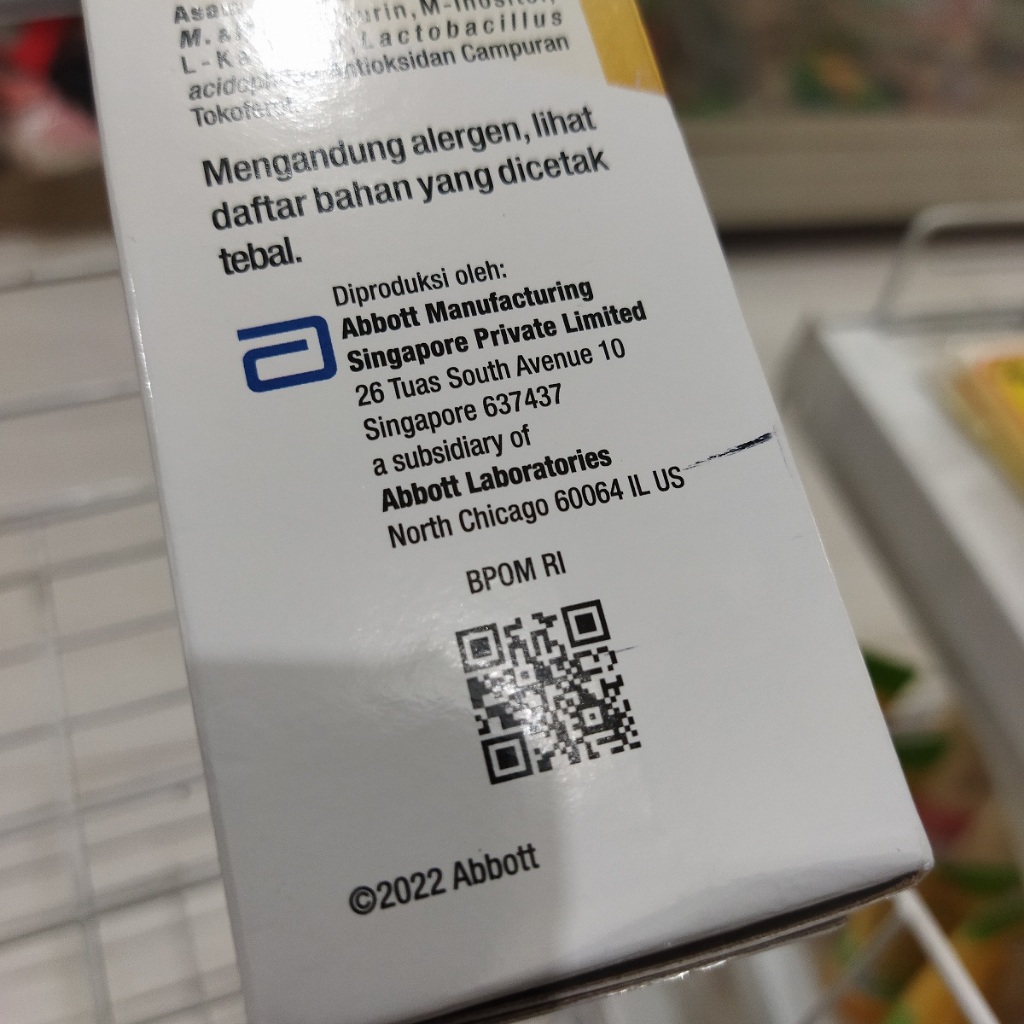 M-Inositol,
Lactobacillus
Antioksidan Campuran
Mengandung alergen, lihat
daftar bahan yang dicetak
tebal.
Diproduksi oleh:
Abbott Manufacturing
Singapore Private Limited
26 Tuas South Avenue 10
Singapore 637437
a subsidiary of
Abbott Laboratories
North Chicago 60064 IL US
BPOM RI
©2022 Abbott